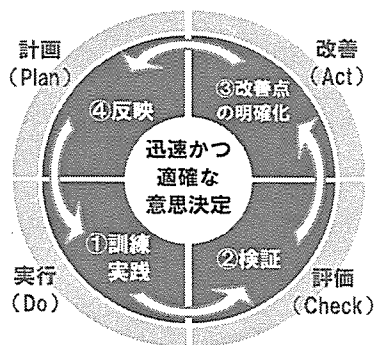 計画
(Plan)
改善
(Act)
④反映
③改善点
の明確化
迅速かつ
適確な
意思決定
①訓練
実践
②検証
実行
(Do)
評価
(Check)